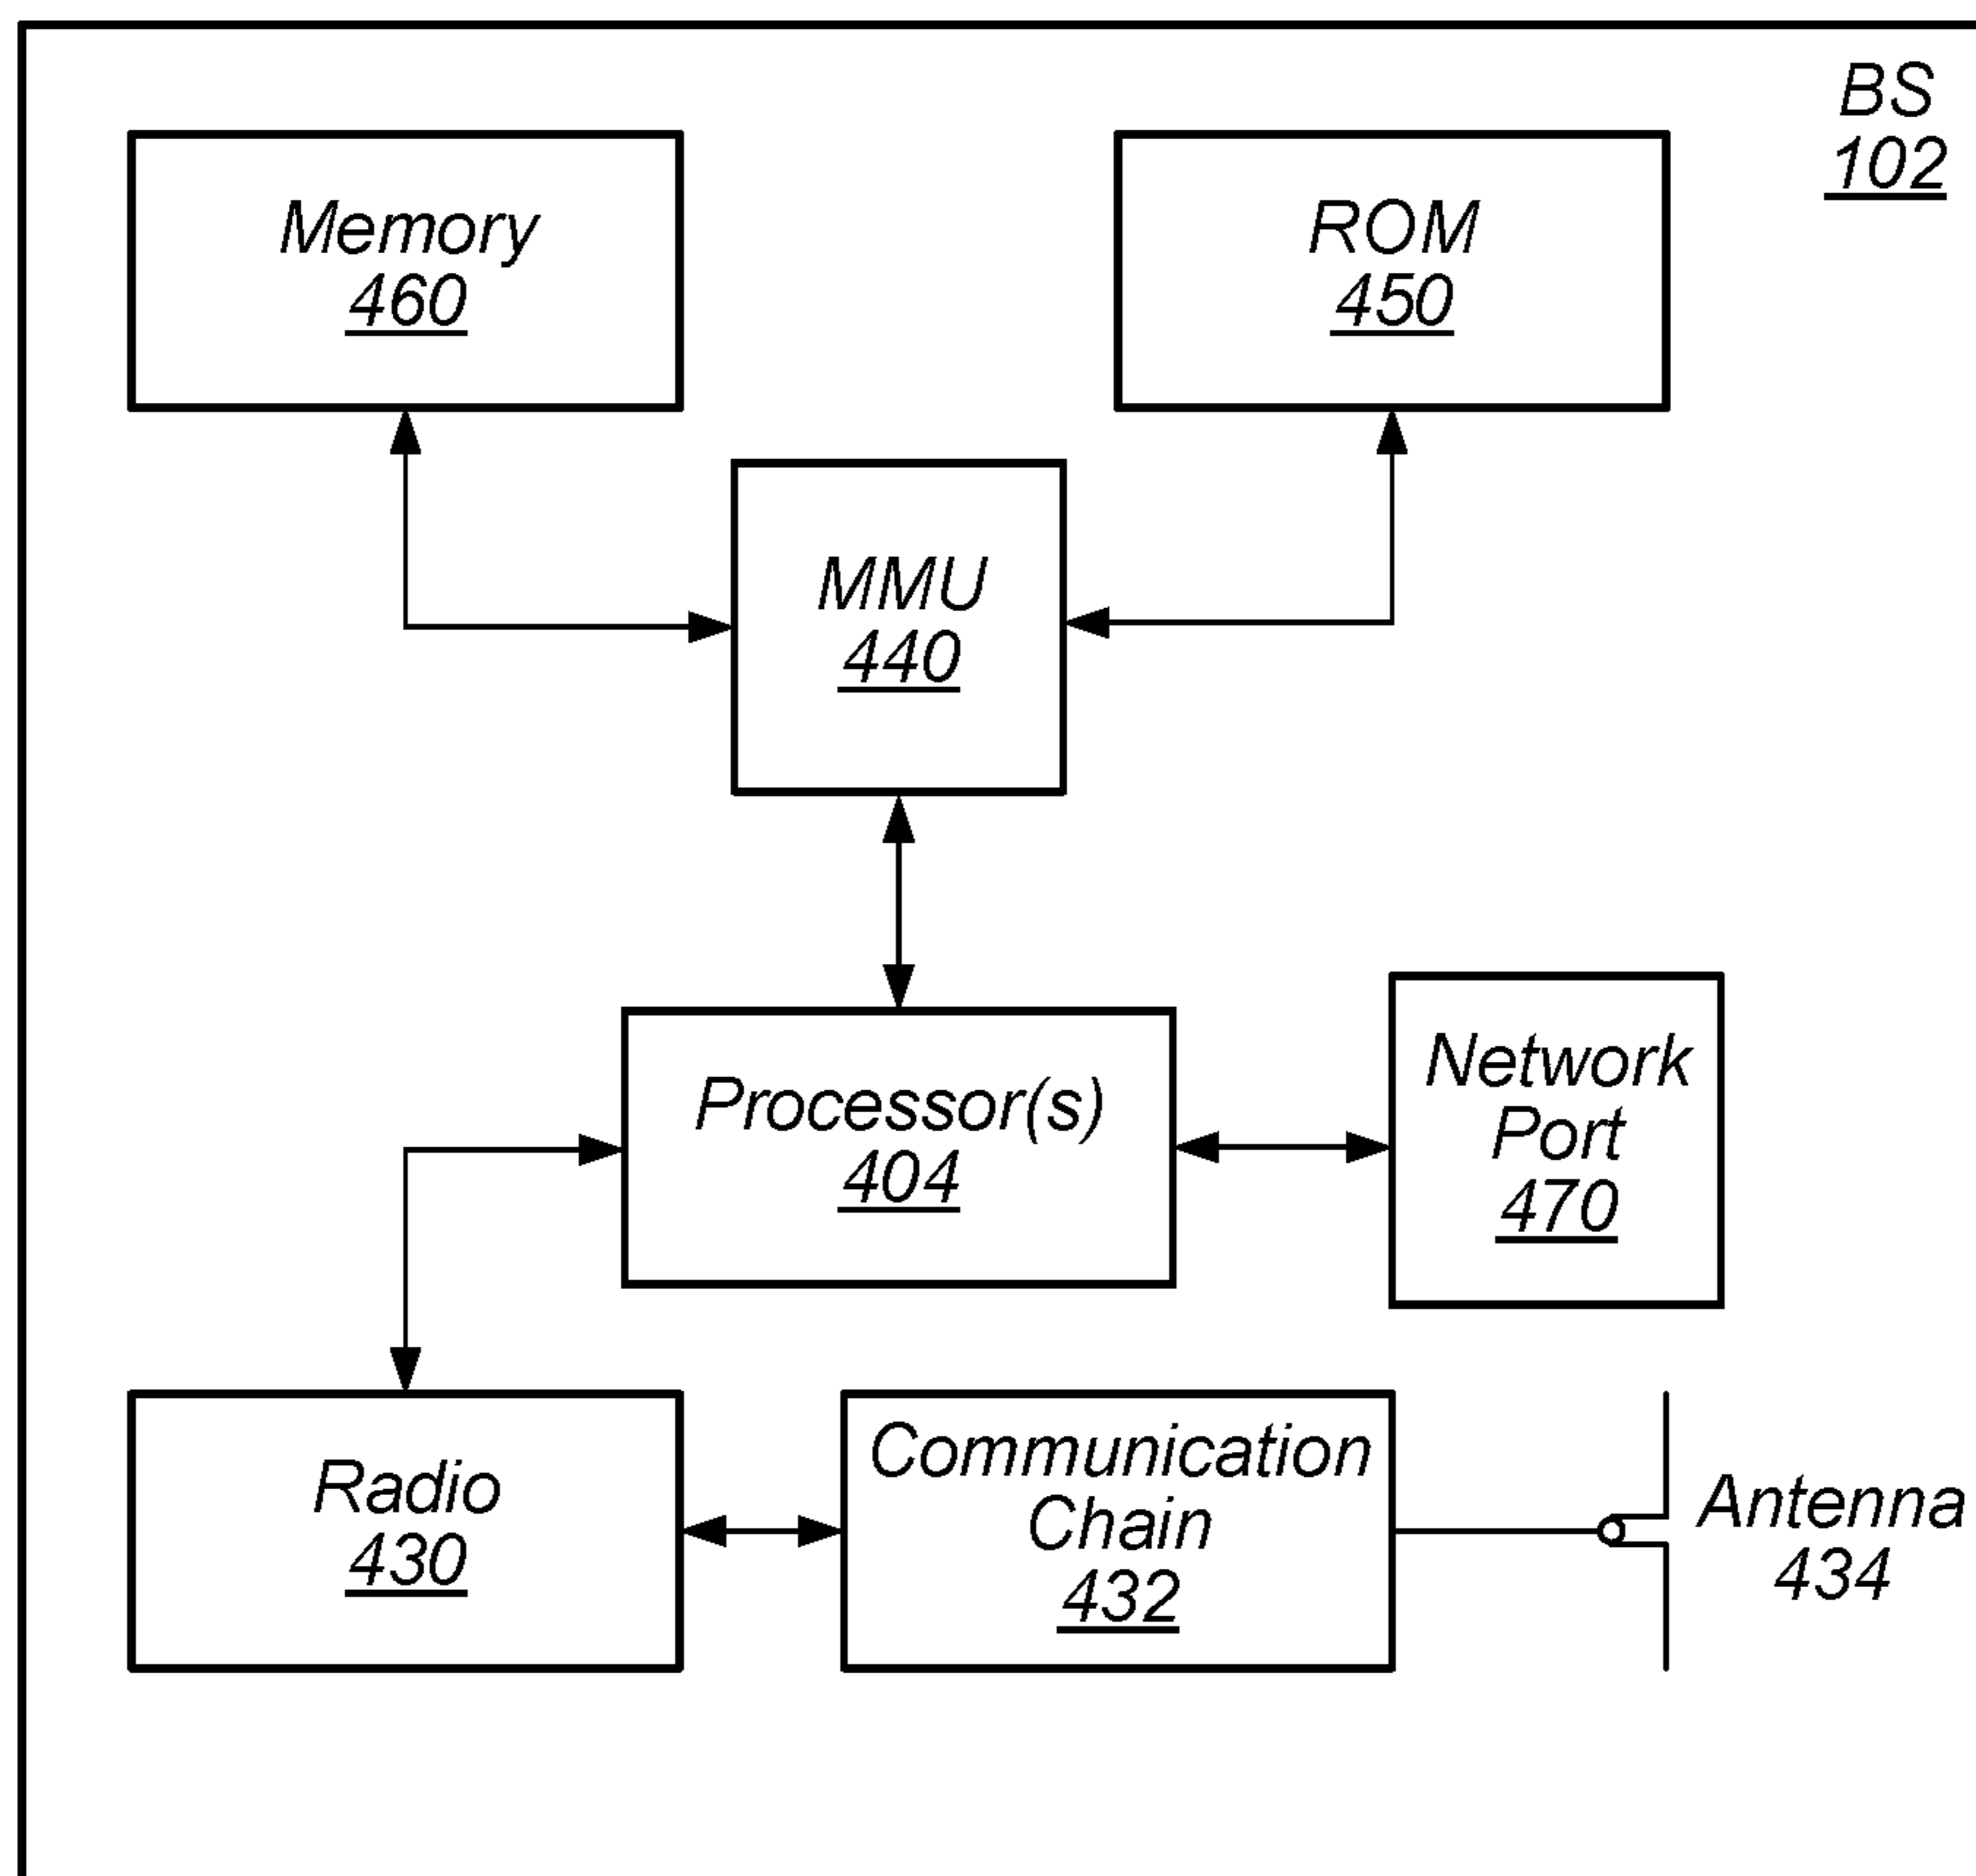 BS
102
Memory
460
ROM
450
MMU
440
Processor(s)
404
Network
Port
470
Radio
430
Communication
Chain
432
Antenna
434